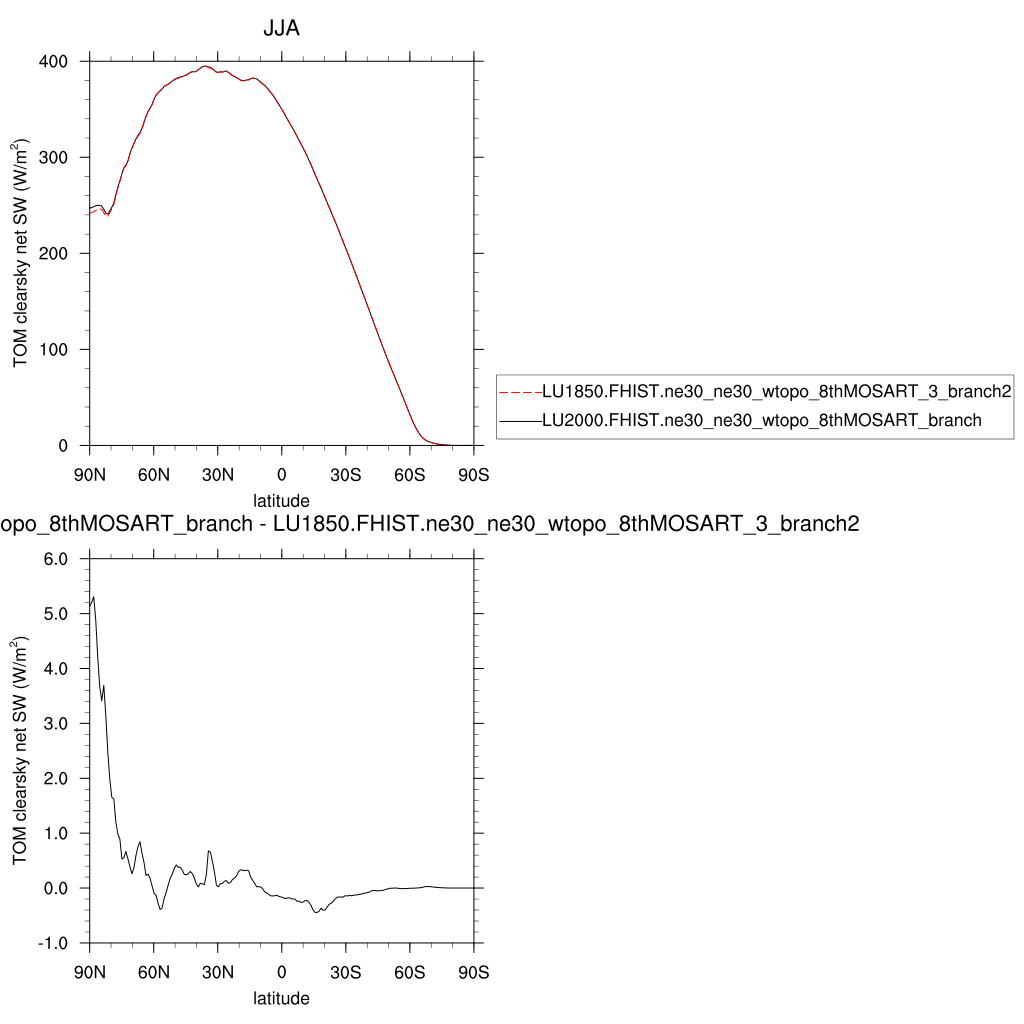 JJA
400
300
200
100
0
TOM clearsky net SW (W/m²)
90N 60N 30N 0 30S 60S 90S
latitude
LU1850.FHIST.ne30_ne30_wtopo_8thMOSART_3_branch2
LU2000.FHIST.ne30_ne30_wtopo_8thMOSART_branch
opo_8thMOSART_branch - LU1850.FHIST.ne30_ne30_wtopo_8thMOSART_3_branch2
6.0
5.0
4.0
3.0
2.0
1.0
0.0
-1.0
TOM clearsky net SW (W/m²)
90N 60N 30N 0 30S 60S 90S
latitude